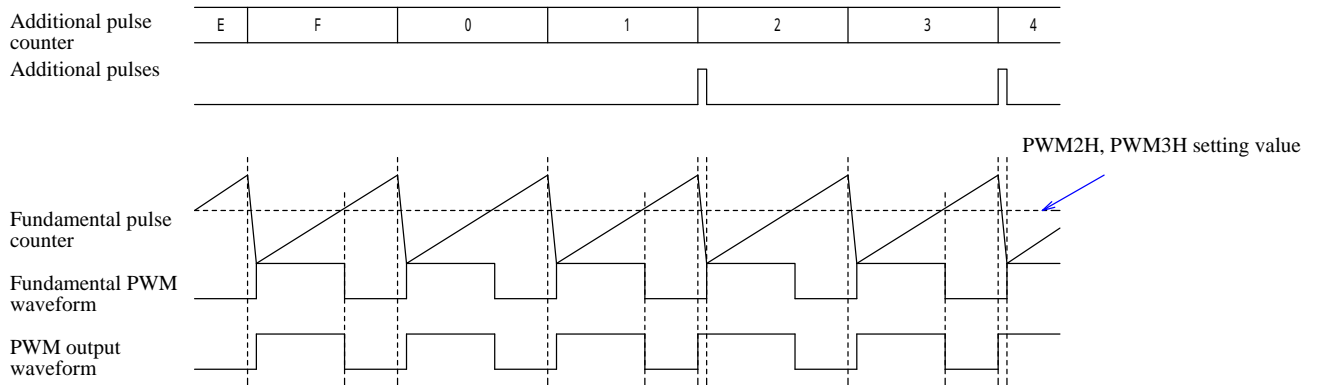 Additional pulse
counter
E F 0 1 2 3 4
Additional pulses
PWM2H, PWM3H setting value
Fundamental pulse
counter
Fundamental PWM
waveform
PWM output
waveform